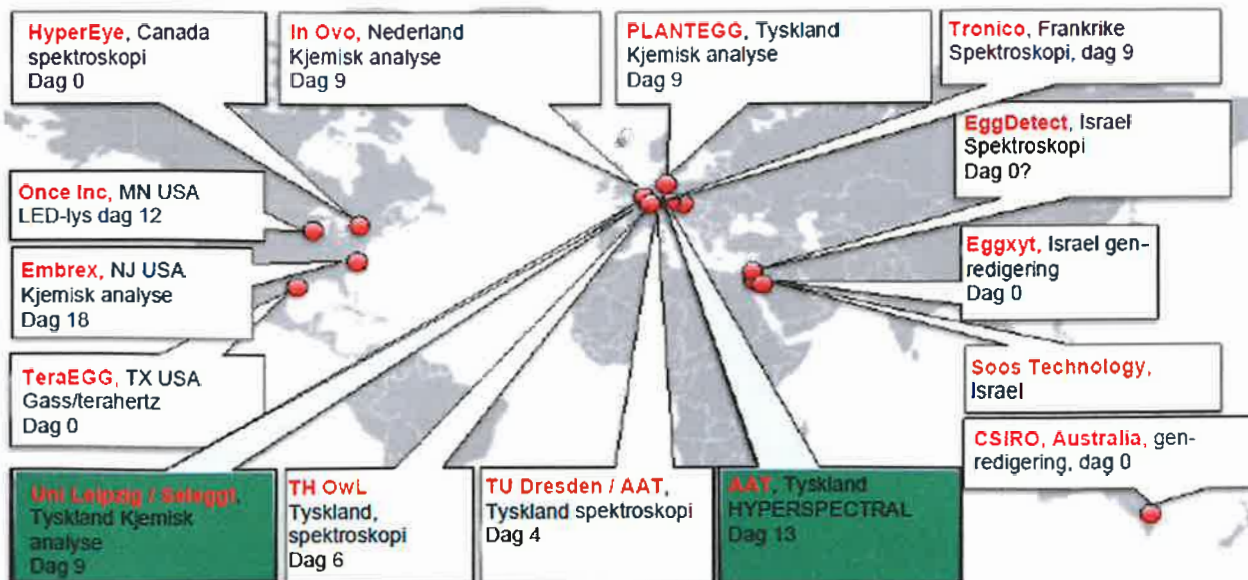 HyperEye, Canada
spektroskopi
Dag 0
In Ovo, Nederland
Kjemisk analyse
Dag 9
PLANTEGG, Tyskland
Kjemisk analyse
Dag 9
Tronico, Frankrike
Spektroskopi, dag 9
EggDetect, Israel
Spektroskopi
Dag 0?
Once Inc, MN USA
LED-lys dag 12
Eggxyt, Israel gen-
redigering
Dag 0
Embrex, NJ USA
Kjemisk analyse
Dag 18
TeraEGG, TX USA
Gass/terahertz
Dag 0
Soos Technology,
Israel
CSIRO, Australia, gen-
redigering, dag 0
Uni Leipzig / Seleggt,
Tyskland Kjemisk
analyse
Dag 9
TH OwL
Tyskland,
spektroskopi
Dag 6
TU Dresden / AAT,
Tyskland spektroskopi
Dag 4
AAT, Tyskland
HYPERSPECTRAL
Dag 13